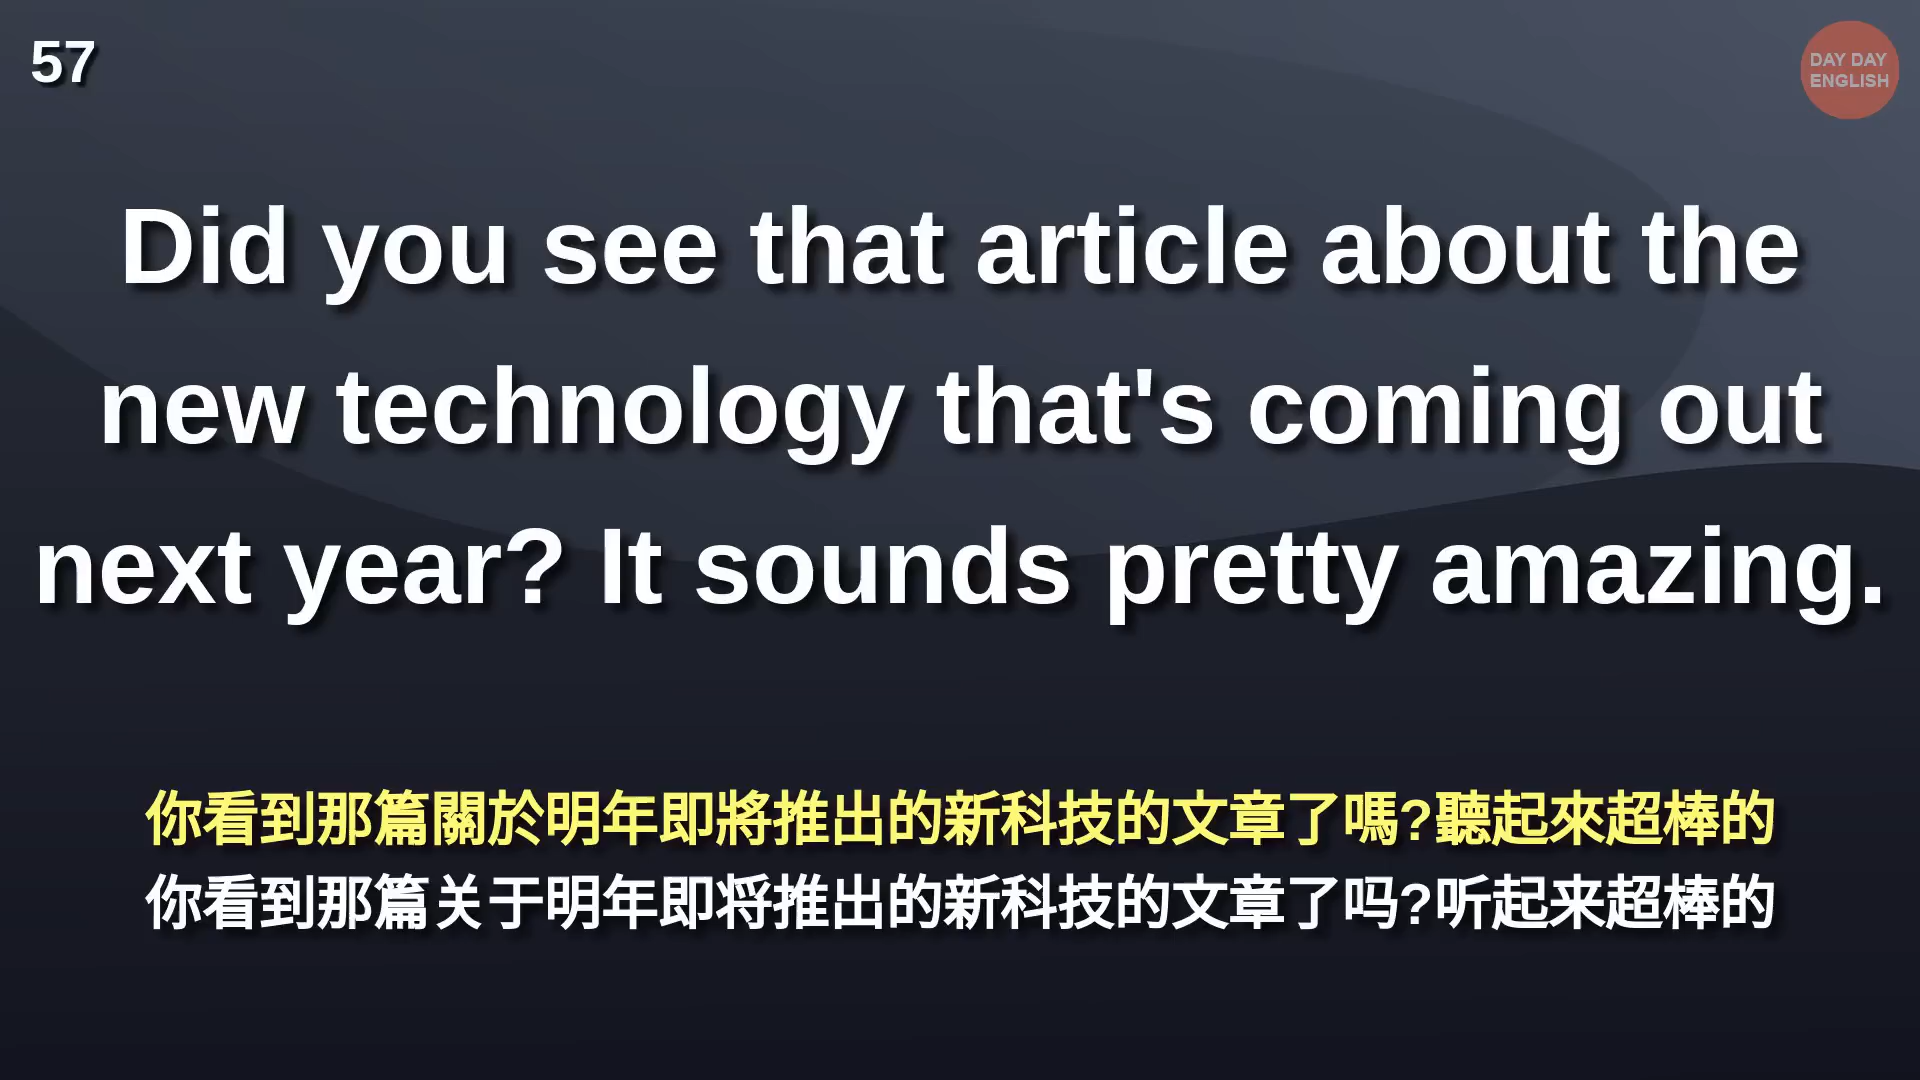 57
DAY DAY
ENGLISH
Did you see that article about the
new technology that's coming out
next year? It sounds pretty amazing.
你看到那篇關於明年即將推出的新科技的文章了嗎?聽起來超棒的
你看到那篇关于明年即将推出的新科技的文章了吗?听起来超棒的